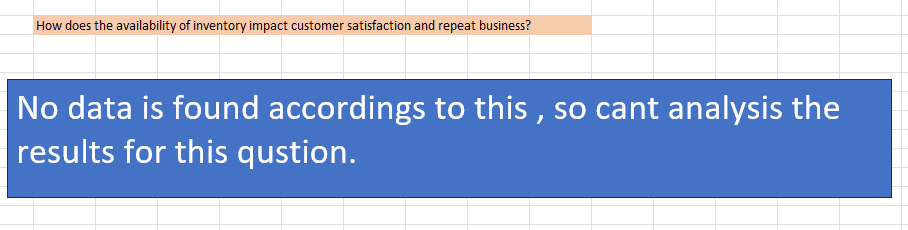 How does the availability of inventory impact customer satisfaction and repeat business?
No data is found accordings to this , so cant analysis the
results for this qustion.